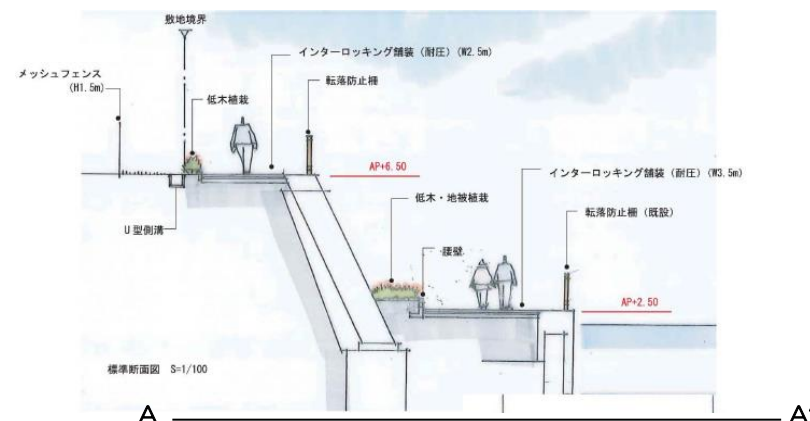 敷地境界
インターロッキング舗装(耐圧)(W2.5m)
メッシュフェンス
(H1.5m)
転落防止柵
低木植栽
AP+6.50
インターロッキング舗装(耐圧)(W3.5m)
低木・地被植栽
転落防止柵(既設)
U型側溝
腰壁
AP+2.50
標準断面図 S=1/100
A
A'